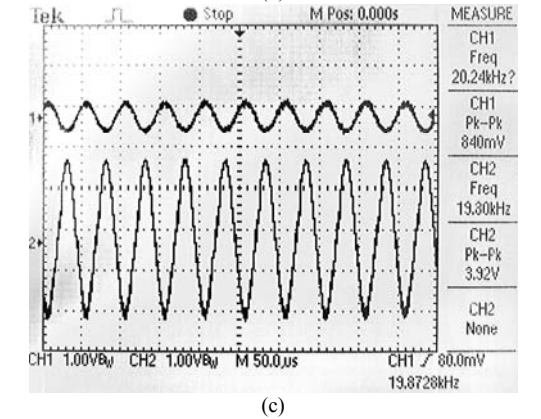 Tek Stop M Pos: 0.000s MEASURE
CH1
Freq
20.24kHz?
1
CH1
Pk-Pk
840mV
CH2
Freq
19.30kHz
2
CH2
Pk-Pk
3.92V
CH2
None
CH1 1.00VBw CH2 1.00VBw M 50.0us CH1 / 80.0mV
19.8728kHz
(c)